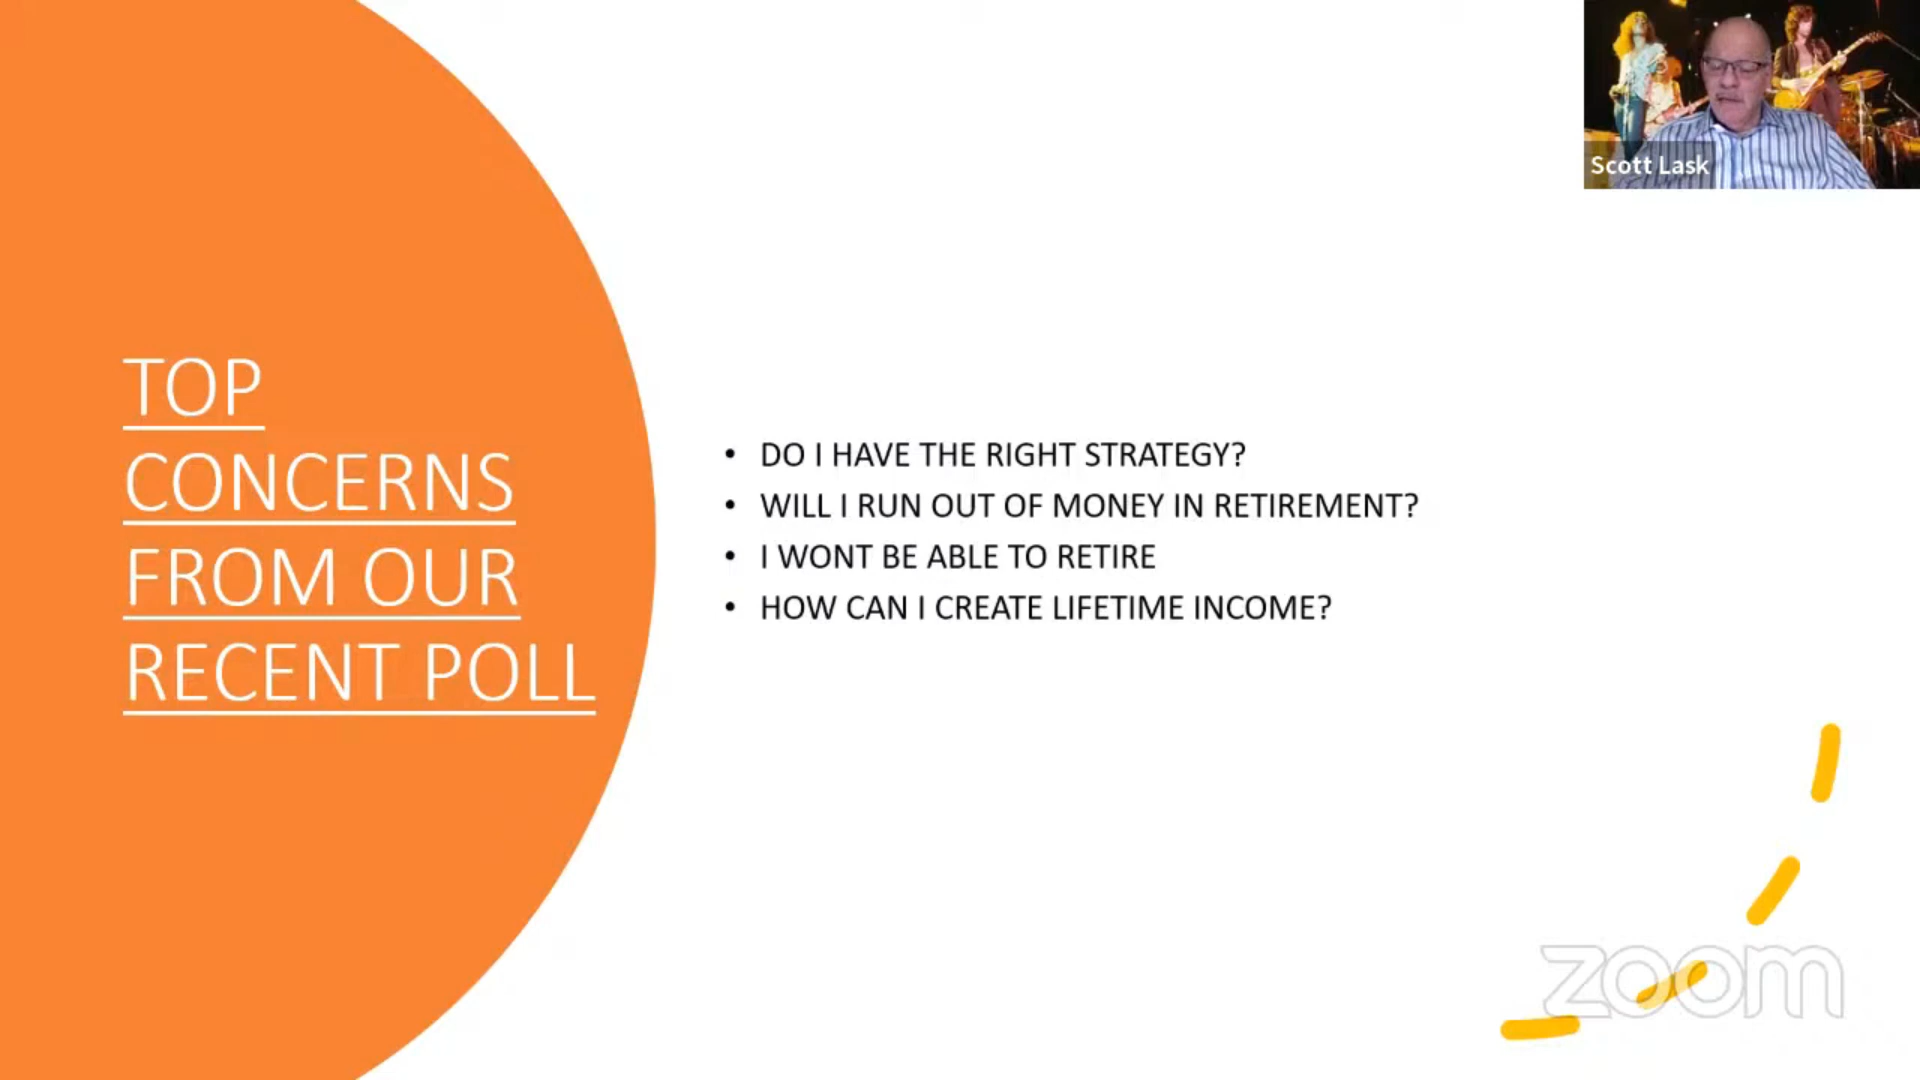 TOP
CONCERNS
FROM OUR
RECENT POLL
• DO I HAVE THE RIGHT STRATEGY?
• WILL I RUN OUT OF MONEY IN RETIREMENT?
• I WONT BE ABLE TO RETIRE
• HOW CAN I CREATE LIFETIME INCOME?
Scott Lask
zoom